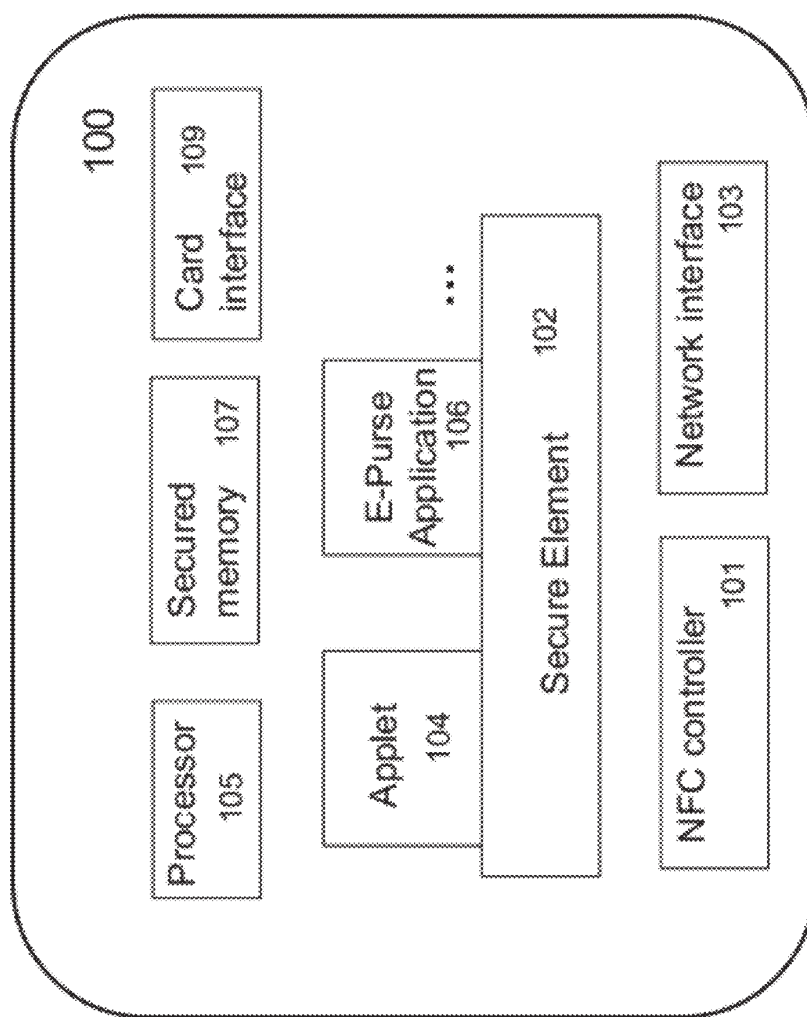 100
Processor
105
Secured
memory 107
Card 109
interface
Applet
104
E-Purse
Application
106
...
Secure Element 102
NFC controller
101
Network interface
103